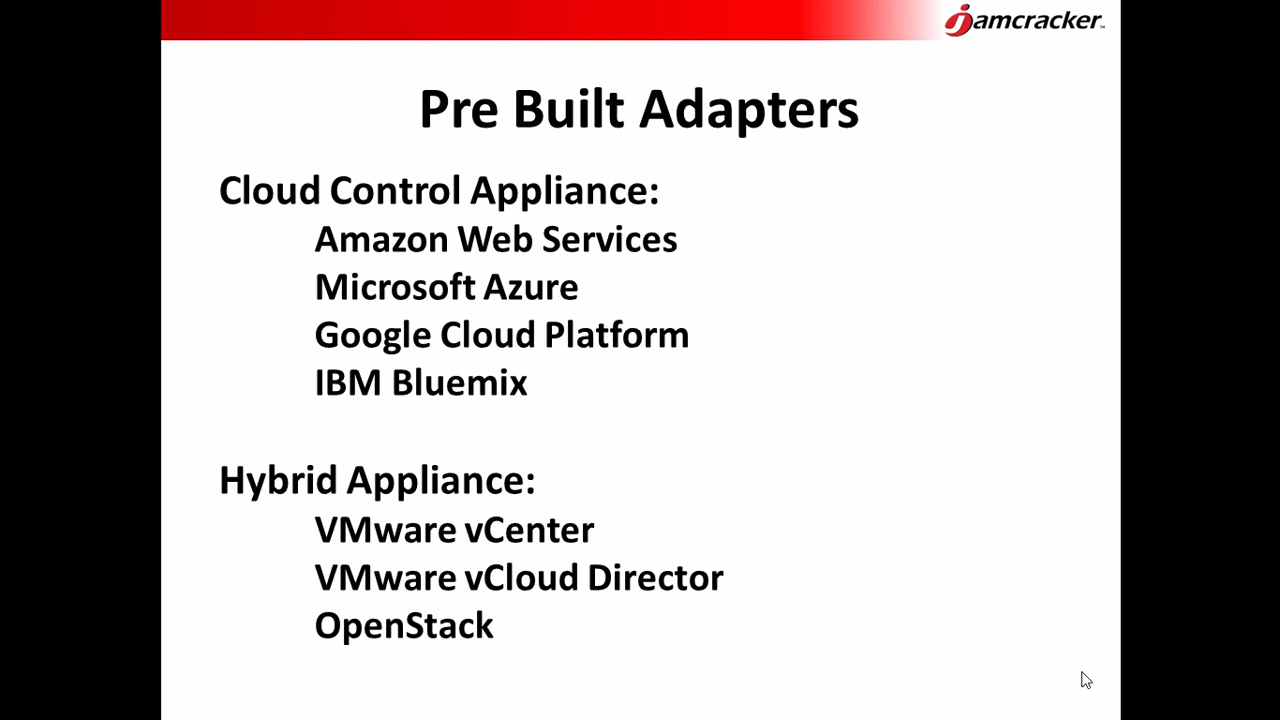 jamcracker™
Pre Built Adapters
Cloud Control Appliance:
Amazon Web Services
Microsoft Azure
Google Cloud Platform
IBM Bluemix
Hybrid Appliance:
VMware vCenter
VMware vCloud Director
OpenStack